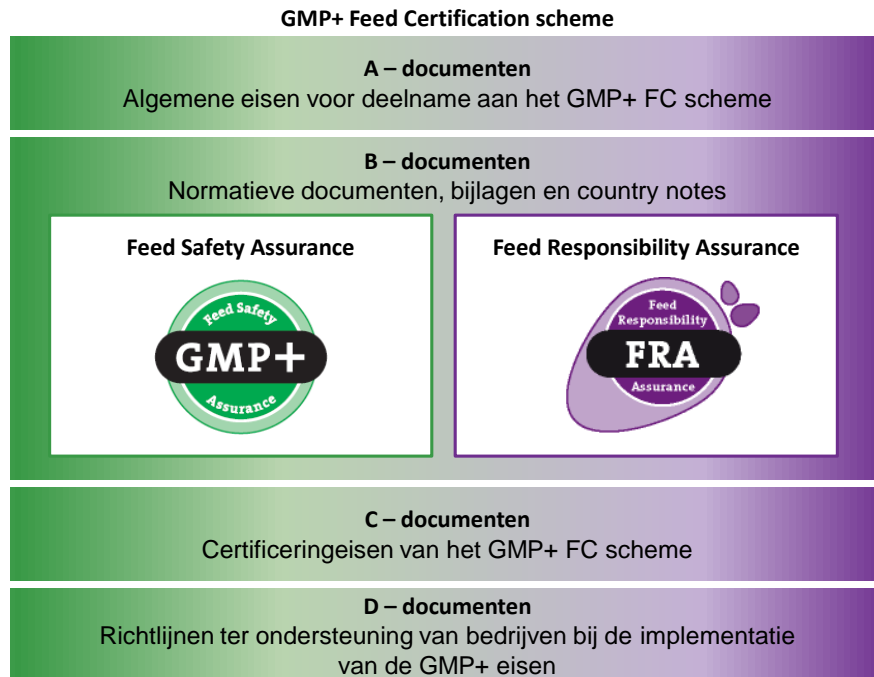 GMP+ Feed Certification scheme
A – documenten
Algemene eisen voor deelname aan het GMP+ FC scheme
B – documenten
Normatieve documenten, bijlagen en country notes
Feed Safety Assurance
Feed Safety
GMP+
Assurance
Feed Responsibility Assurance
Feed
Responsibility
FRA
Assurance
C – documenten
Certificeringeisen van het GMP+ FC scheme
D – documenten
Richtlijnen ter ondersteuning van bedrijven bij de implementatie
van de GMP+ eisen